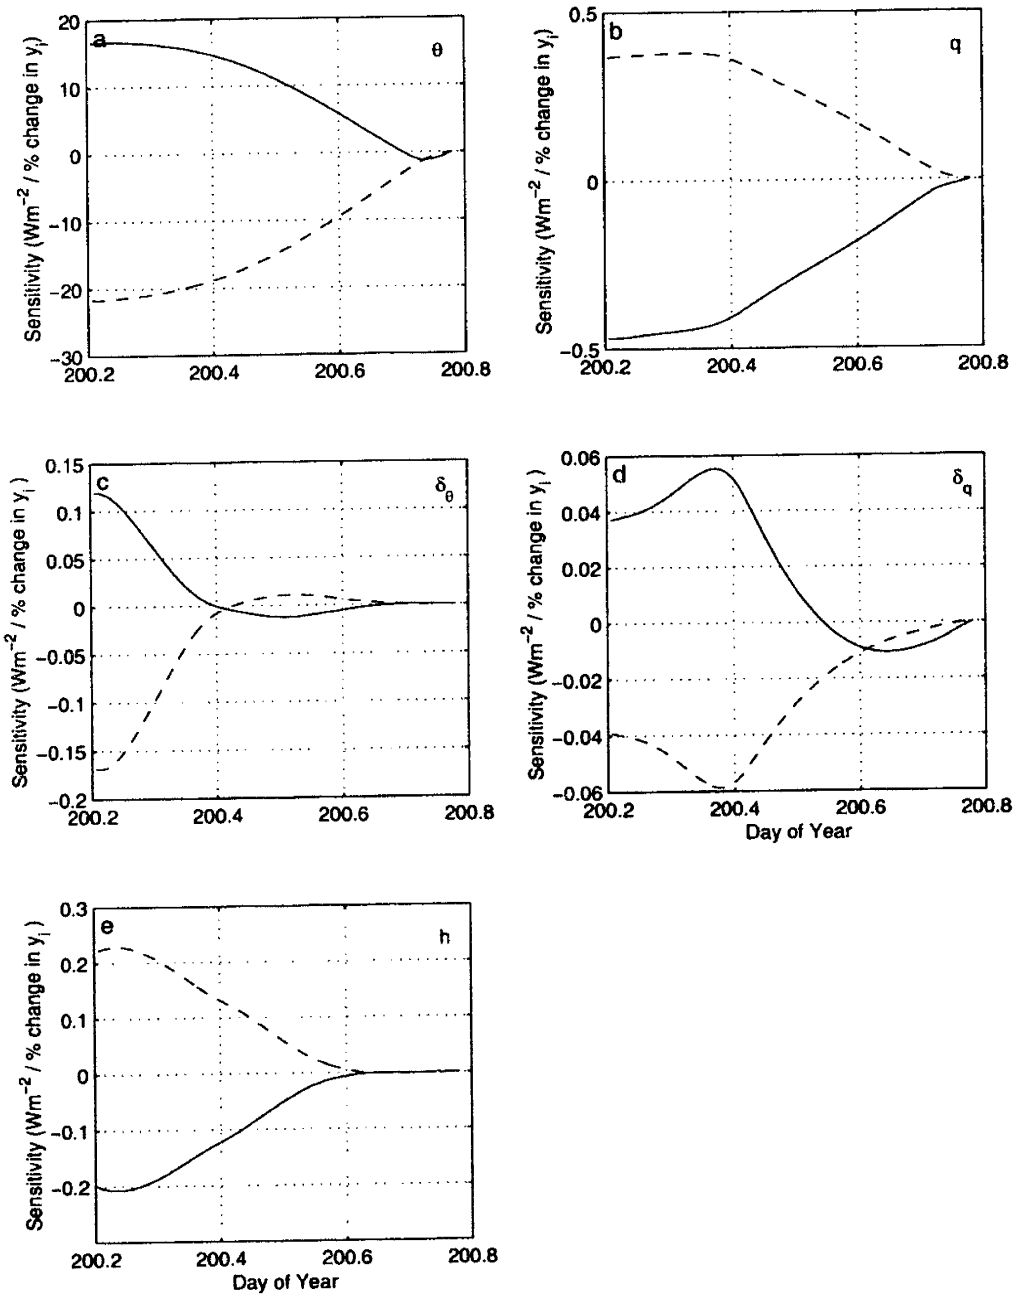 a
θ
20
10
0
−10
−20
−30
200.2 200.4 200.6 200.8
Sensitivity (Wm−2 / % change in yi)
b
q
0.5
0
−0.5
200.2 200.4 200.6 200.8
Sensitivity (Wm−2 / % change in yi)
c
δθ
0.15
0.1
0.05
0
−0.05
−0.1
−0.15
−0.2
200.2 200.4 200.6 200.8
Sensitivity (Wm−2 / % change in yi)
d
δq
0.06
0.04
0.02
0
−0.02
−0.04
−0.06
200.2 200.4 200.6 200.8
Day of Year
Sensitivity (Wm−2 / % change in yi)
e
h
0.3
0.2
0.1
0
−0.1
−0.2
200.2 200.4 200.6 200.8
Day of Year
Sensitivity (Wm−2 / % change in yi)